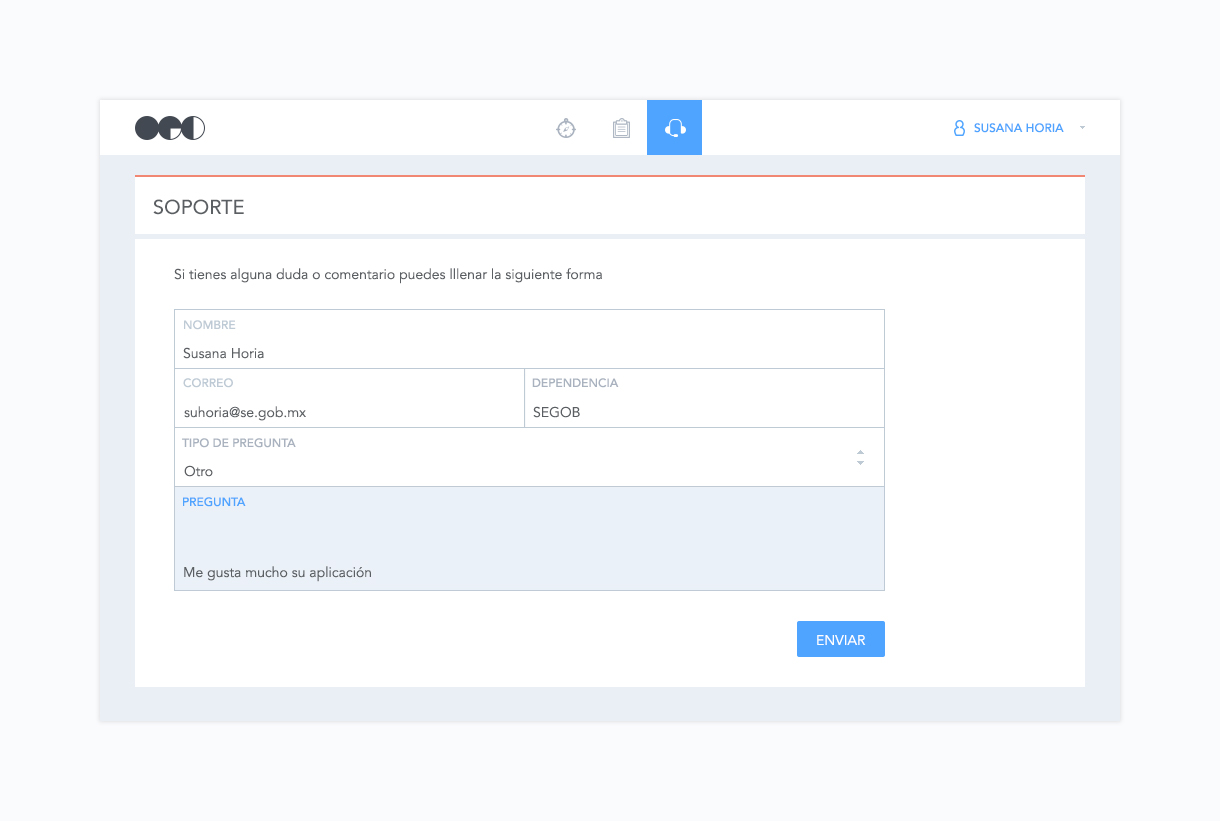 SUSANA HORIA
SOPORTE
Si tienes alguna duda o comentario puedes lllenar la siguiente forma
NOMBRE
Susana Horia
CORREO
suhoria@se.gob.mx
DEPENDENCIA
SEGOB
TIPO DE PREGUNTA
Otro
PREGUNTA
Me gusta mucho su aplicación
ENVIAR